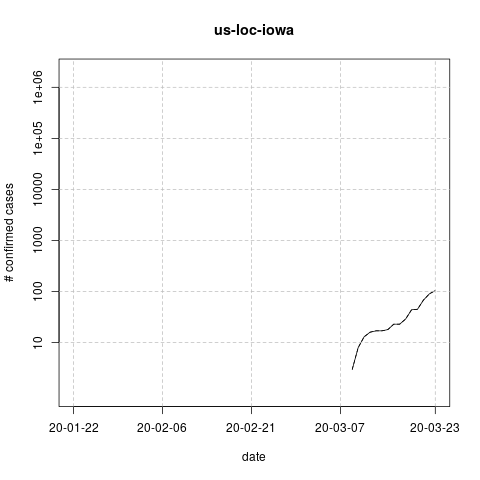 us-loc-iowa
# confirmed cases
1e+06
1e+05
10000
1000
100
10
20-01-22
20-02-06
20-02-21
20-03-07
20-03-23
date